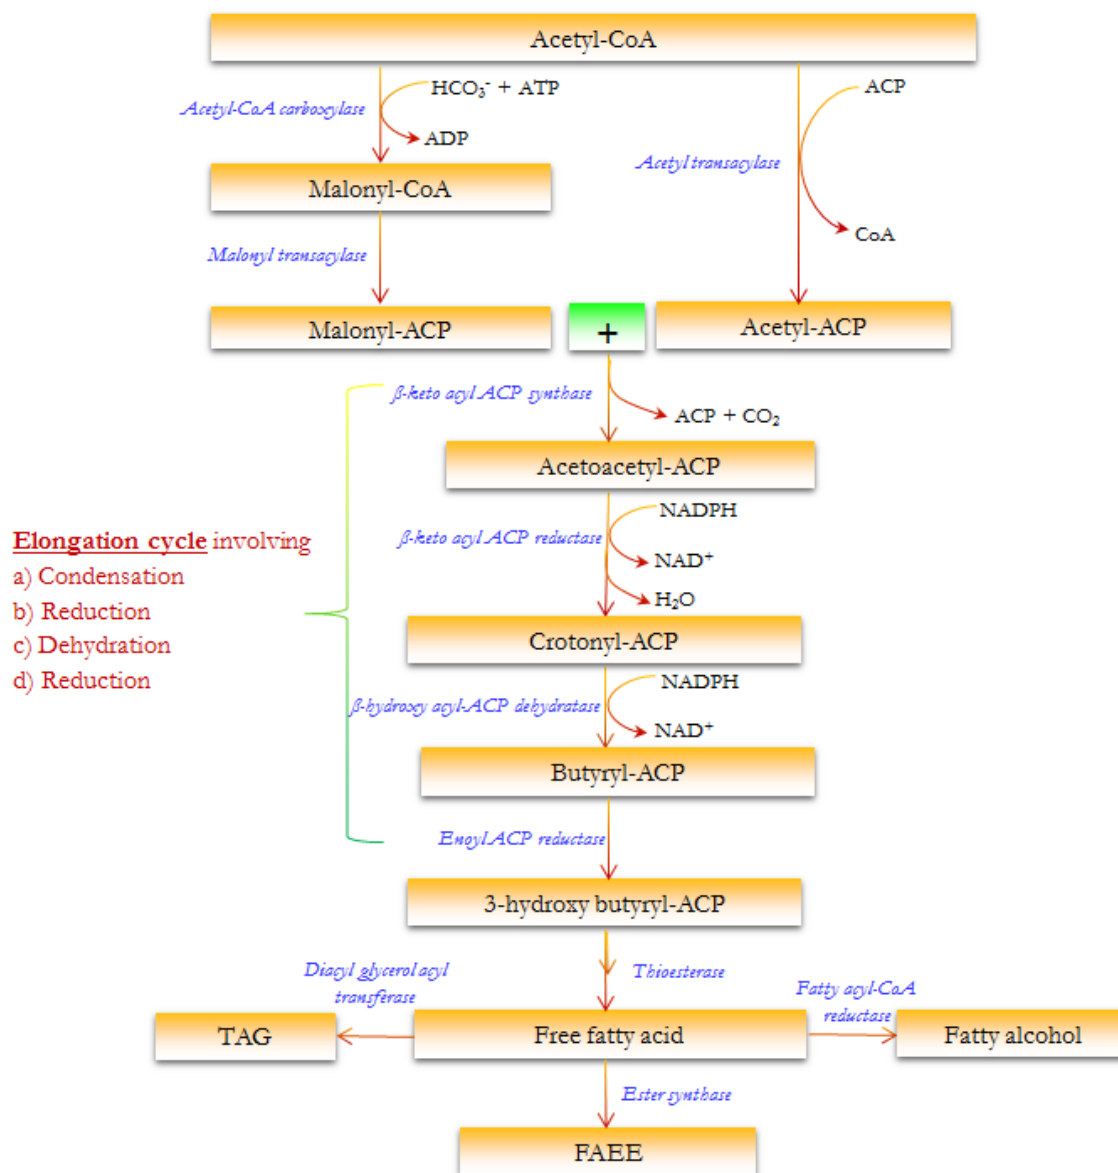 Acetyl-CoA
HCO₃⁻ + ATP
ACP
Acetyl-CoA carboxylase
ADP
Acetyl transacylase
Malonyl-CoA
CoA
Malonyl transacylase
Malonyl-ACP
+
Acetyl-ACP
β-keto acyl ACP synthase
ACP + CO₂
Acetoacetyl-ACP
NADPH
β-keto acyl ACP reductase
NAD⁺
H₂O
Elongation cycle involving
a) Condensation
b) Reduction
c) Dehydration
d) Reduction
Crotonyl-ACP
NADPH
β-hydroxy acyl-ACP dehydratase
NAD⁺
Butyryl-ACP
Enoyl ACP reductase
3-hydroxy butyryl-ACP
Diacyl glycerol acyl
transferase
Thioesterase
Fatty acyl-CoA
reductase
TAG
Free fatty acid
Fatty alcohol
Ester synthase
FAEE